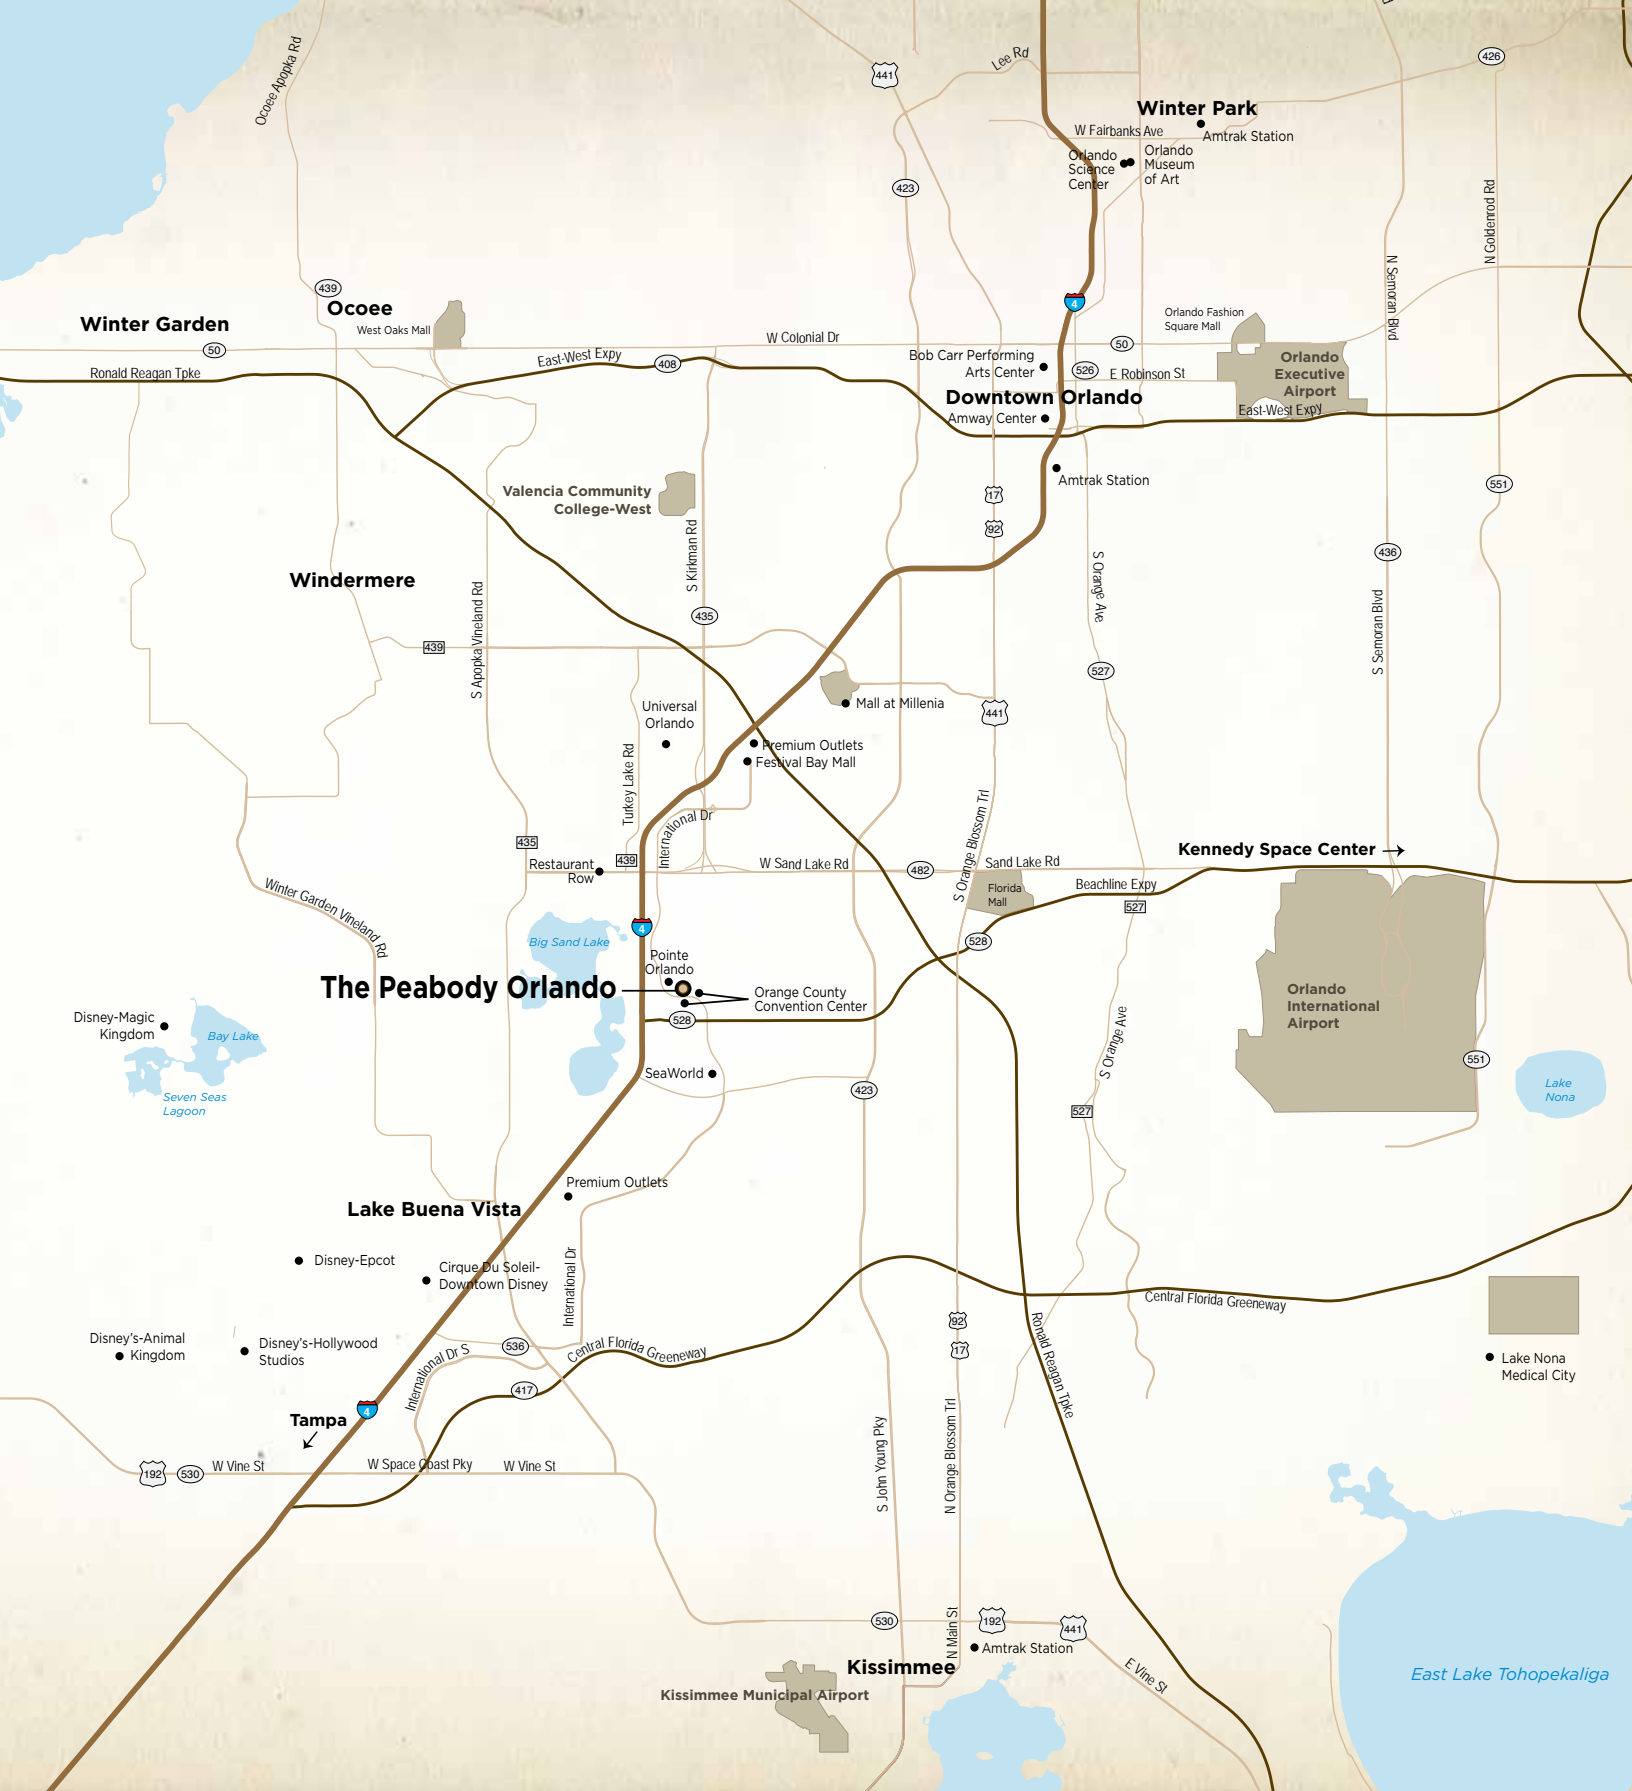 Ocoee Apopka Rd
441
Lee Rd
426
Winter Park
W Fairbanks Ave
Amtrak Station
Orlando
Science
Center
Orlando
Museum
of Art
423
N Goldenrod Rd
N Semoran Blvd
439
Ocoee
West Oaks Mall
Winter Garden
50
Ronald Reagan Tpke
East-West Expy
408
W Colonial Dr
4
Orlando Fashion
Square Mall
50
Bob Carr Performing
Arts Center
526
E Robinson St
Orlando
Executive
Airport
Downtown Orlando
Amway Center
East-West Expy
Amtrak Station
Valencia Community
College-West
17
92
551
S Kirkman Rd
436
Windermere
S Apopka Vineland Rd
435
S Orange Ave
S Semoran Blvd
439
527
Universal
Orlando
Mall at Millenia
441
Turkey Lake Rd
Premium Outlets
Festival Bay Mall
International Dr
S Orange Blossom Trl
435
439
Restaurant
Row
W Sand Lake Rd
482
Sand Lake Rd
Kennedy Space Center
Florida
Mall
Beachline Expy
527
Winter Garden Vineland Rd
Big Sand Lake
4
528
Pointe
Orlando
The Peabody Orlando
Orange County
Convention Center
528
Orlando
International
Airport
Disney-Magic
Kingdom
Bay Lake
Seven Seas
Lagoon
SeaWorld
423
S Orange Ave
527
551
Lake
Nona
Premium Outlets
Lake Buena Vista
Disney-Epcot
Cirque Du Soleil-
Downtown Disney
International Dr
Central Florida Greeneway
Disney's-Animal
Kingdom
Disney's-Hollywood
Studios
536
International Dr S
Central Florida Greeneway
92
17
Ronald Reagan Tpke
Lake Nona
Medical City
417
4
Tampa
192
530
W Vine St
W Space Coast Pky
W Vine St
S John Young Pky
N Orange Blossom Trl
530
N Main St
192
441
Amtrak Station
Kissimmee
E Vine St
Kissimmee Municipal Airport
East Lake Tohopekaliga